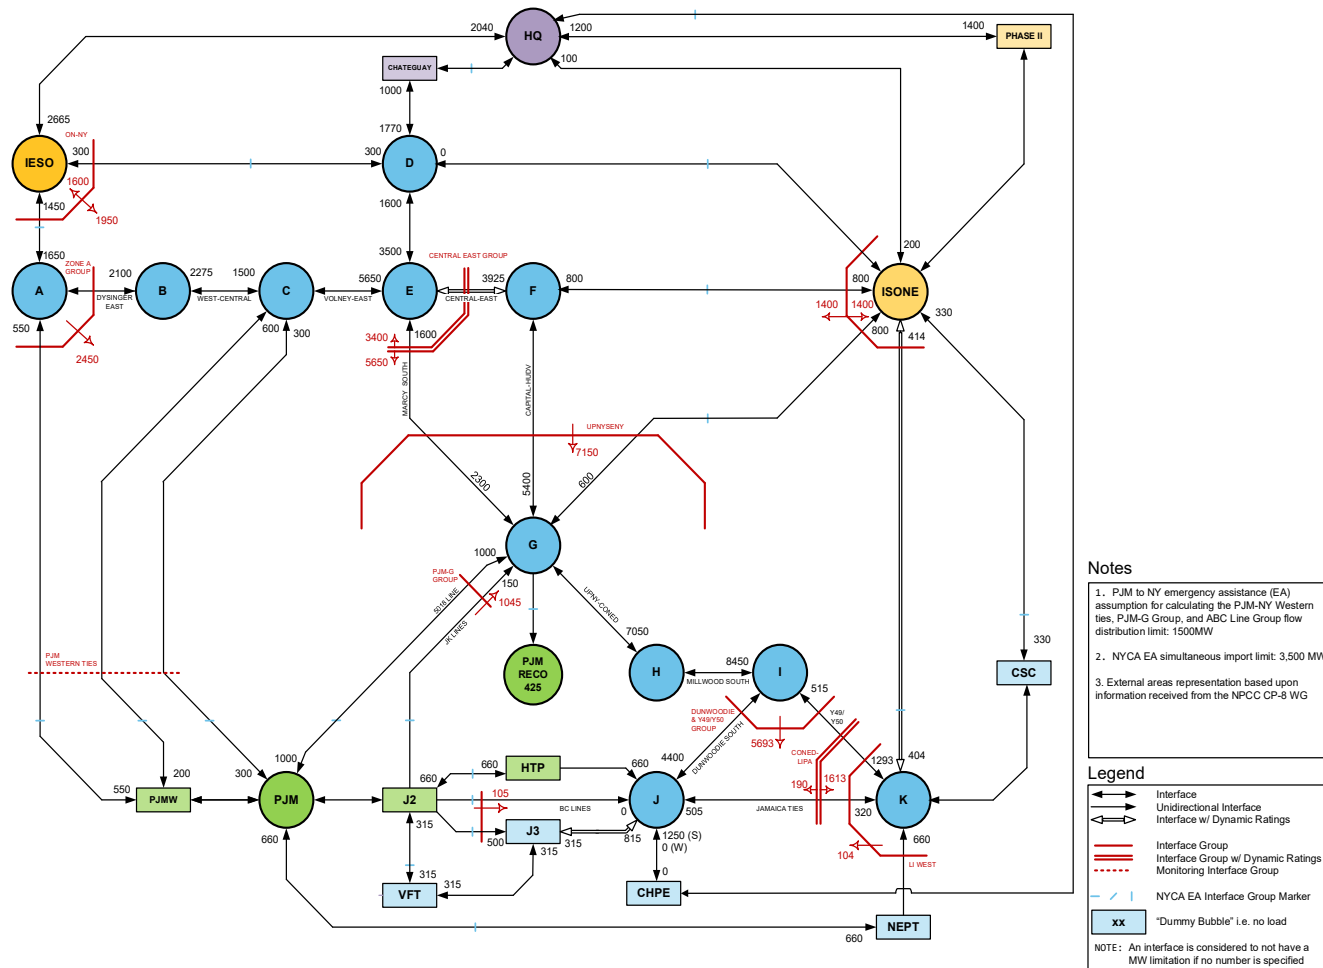 HQ
2040
1200
1400
PHASE II
100
CHATEGUAY
1000
2665
ON-NY
1770
IESO
300
300
D
0
1600
1450
1950
1600
1650
ZONE A
GROUP
3500
CENTRAL EAST GROUP
200
A
2100
DYSINGER
EAST
B
2275
WEST-CENTRAL
1500
C
VOLNEY-EAST
5650
E
3925
CENTRAL-EAST
F
800
800
ISONE
550
2450
600
300
1600
3400
5650
1400
1400
800
330
414
MARCY SOUTH
CAPITAL-HUDV
UPNYSENY
7150
2300
5400
600
G
1000
PJM-G
GROUP
150
1045
5018 LINE
JK LINES
UPNY-CONED
PJM
RECO
425
7050
H
8450
MILLWOOD SOUTH
I
515
Y49/
Y50
330
CSC
PJM
WESTERN TIES
DUNWOODIE
& Y49/Y50
GROUP
5693
DUNWOODIE SOUTH
CONED-
LIPA
4400
1293
404
1000
200
300
550
PJMW
PJM
660
J2
660
660
HTP
660
J
505
JAMAICA TIES
190
1613
320
K
660
105
BC LINES
0
315
500
J3
315
815
315
1250 (S)
0 (W)
104
LI WEST
315
VFT
315
0
CHPE
660
NEPT
Notes
1. PJM to NY emergency assistance (EA)
assumption for calculating the PJM-NY Western
ties, PJM-G Group, and ABC Line Group flow
distribution limit: 1500MW
2. NYCA EA simultaneous import limit: 3,500 MW
3. External areas representation based upon
information received from the NPCC CP-8 WG
Legend
Interface
Unidirectional Interface
Interface w/ Dynamic Ratings
Interface Group
Interface Group w/ Dynamic Ratings
Monitoring Interface Group
NYCA EA Interface Group Marker
xx
"Dummy Bubble" i.e. no load
NOTE: An interface is considered to not have a
MW limitation if no number is specified